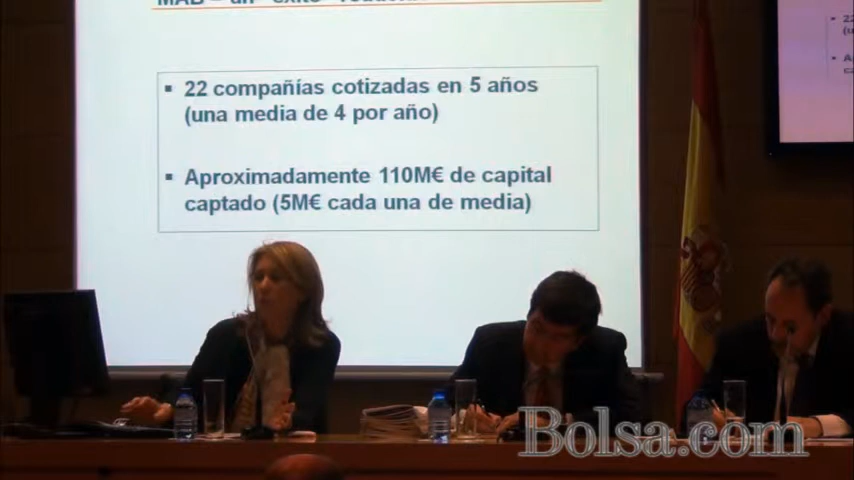 22 compañías cotizadas en 5 años
(una media de 4 por año)
Aproximadamente 110M€ de capital
captado (5M€ cada una de media)
Bolsa.com